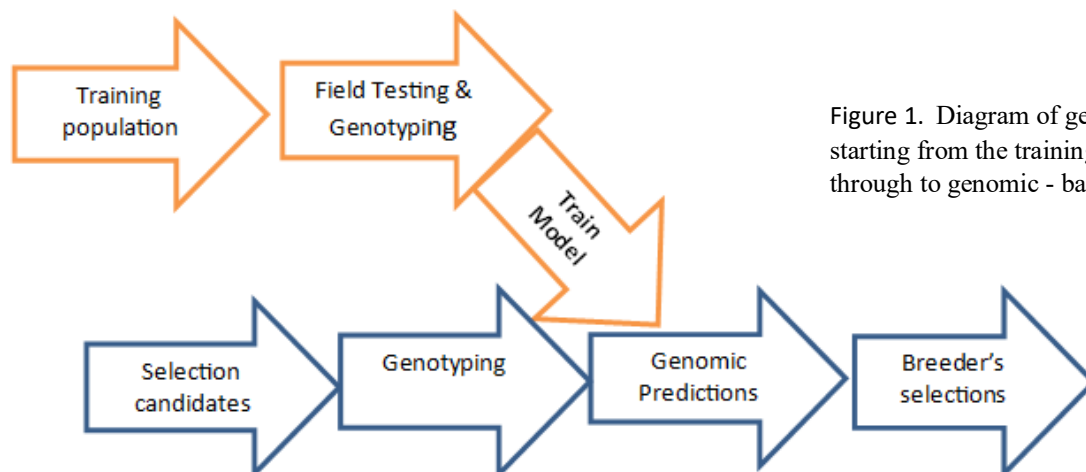 Training
population
Field Testing &
Genotyping
Train
Model
Figure 1. Diagram of ge
starting from the training
through to genomic - ba
Selection
candidates
Genotyping
Genomic
Predictions
Breeder's
selections